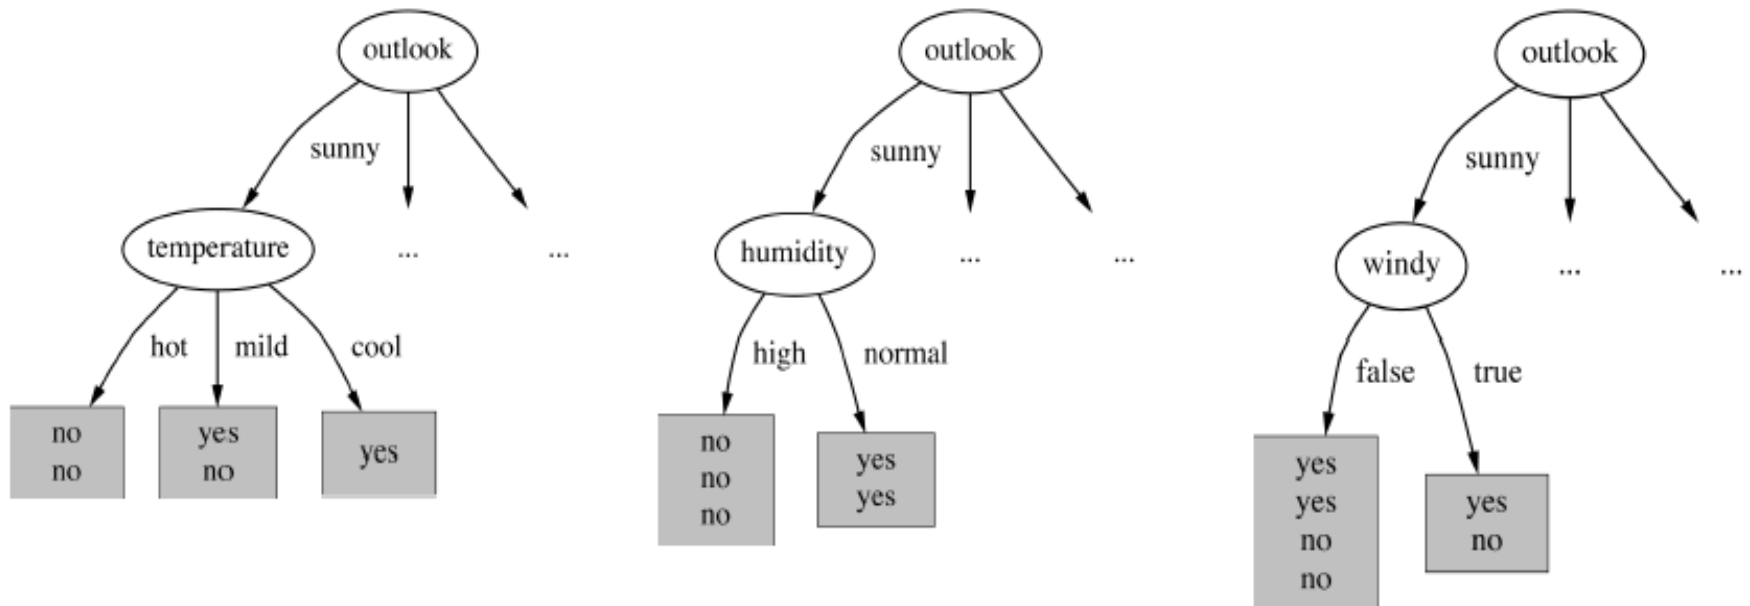 outlook
sunny
temperature
...
...
hot
mild
cool
no
no
yes
no
yes
outlook
sunny
humidity
...
...
high
normal
no
no
no
yes
yes
outlook
sunny
windy
...
...
false
true
yes
yes
no
no
yes
no